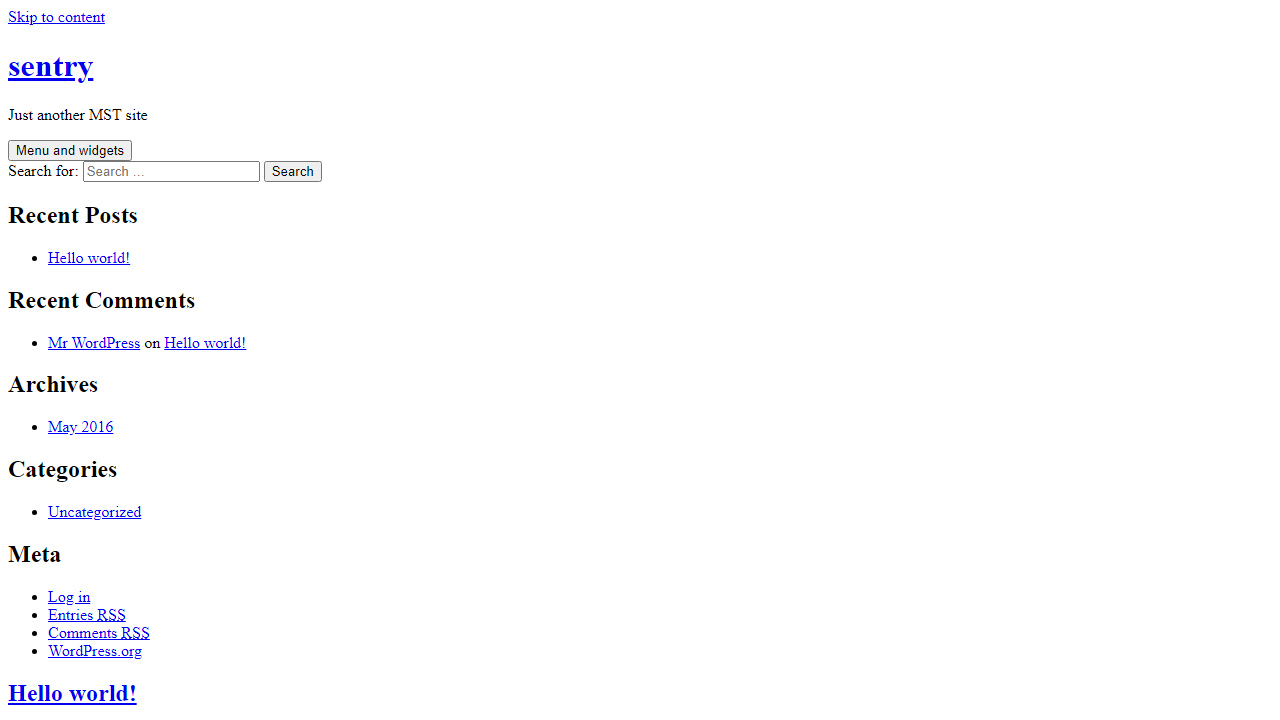 Skip to content
sentry
Just another MST site
Menu and widgets
Search for: Search … Search
Recent Posts
Hello world!
Recent Comments
Mr WordPress on Hello world!
Archives
May 2016
Categories
Uncategorized
Meta
Log in
Entries RSS
Comments RSS
WordPress.org
Hello world!